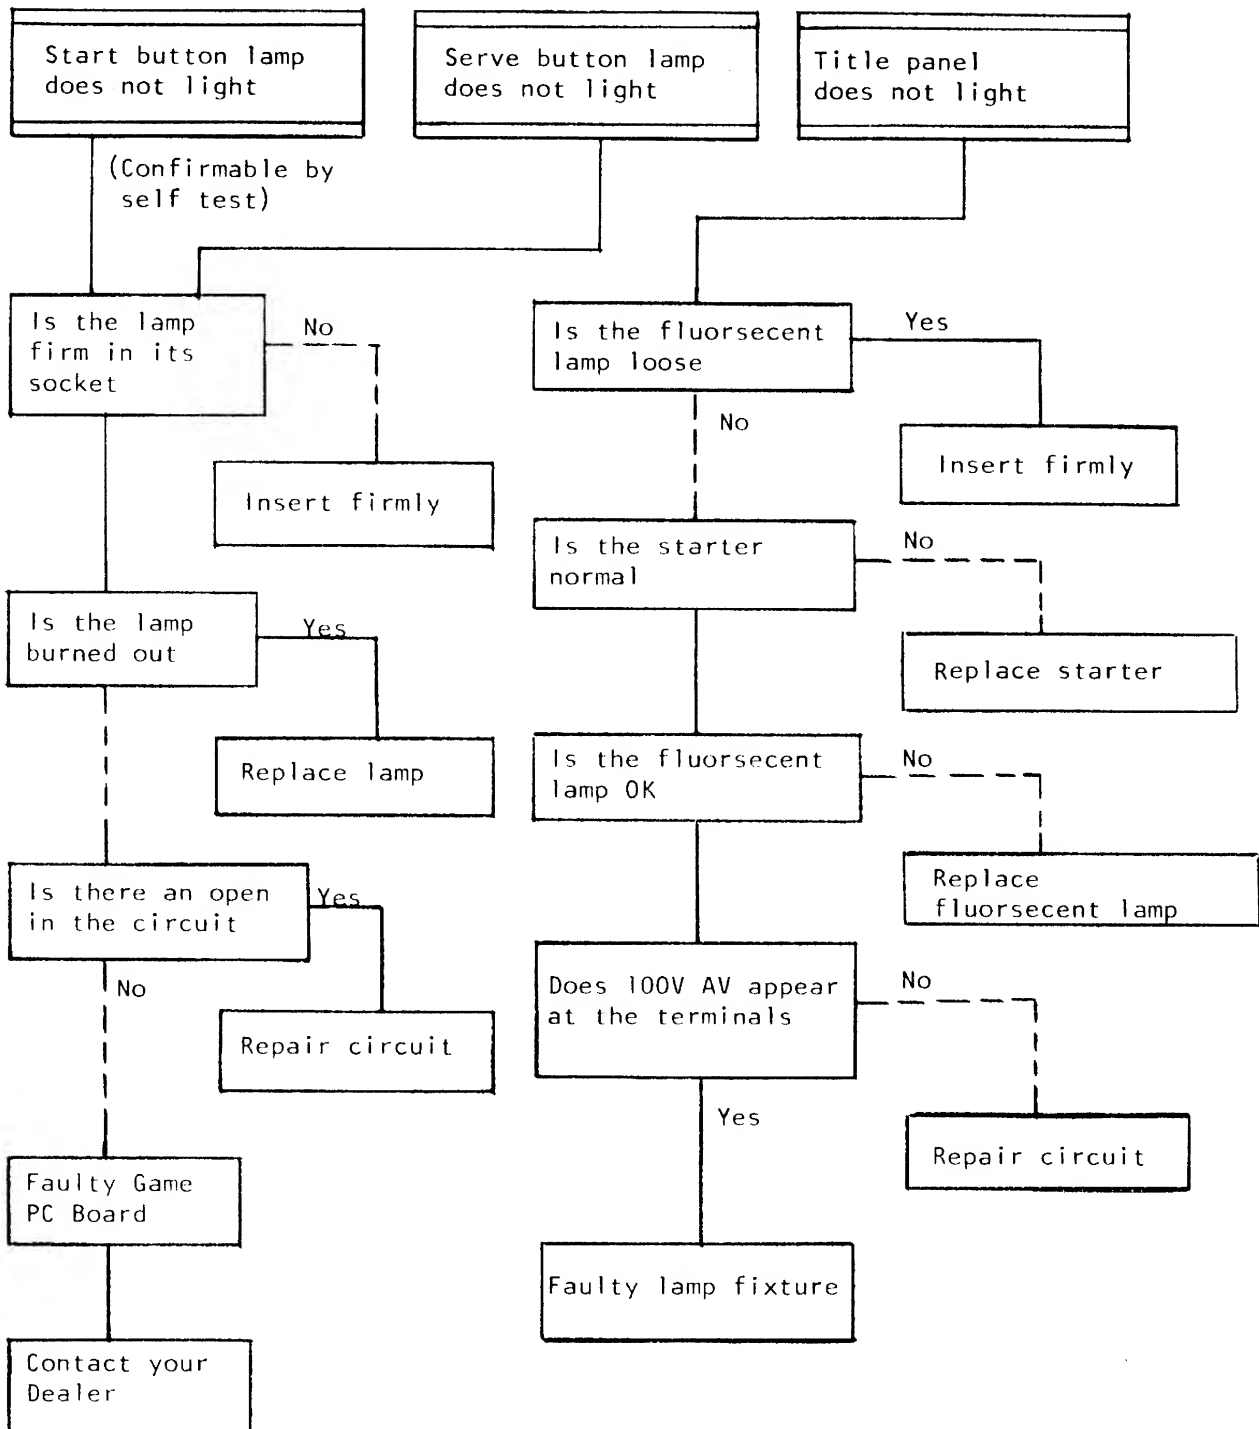 Start button lamp
does not light
Serve button lamp
does not light
Title panel
does not light
(Confirmable by
self test)
Is the lamp
firm in its
socket
No
Insert firmly
Is the lamp
burned out
Yes
Replace lamp
Is there an open
in the circuit
Yes
No
Repair circuit
Faulty Game
PC Board
Contact your
Dealer
Is the fluorsecent
lamp loose
Yes
No
Insert firmly
Is the starter
normal
No
Replace starter
Is the fluorsecent
lamp OK
No
Replace
fluorsecent lamp
Does 100V AV appear
at the terminals
No
Yes
Repair circuit
Faulty lamp fixture